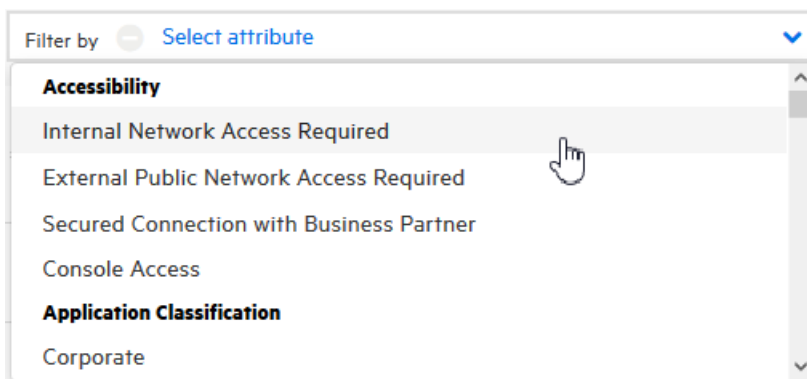 Filter by Select attribute
Accessibility
Internal Network Access Required
External Public Network Access Required
Secured Connection with Business Partner
Console Access
Application Classification
Corporate